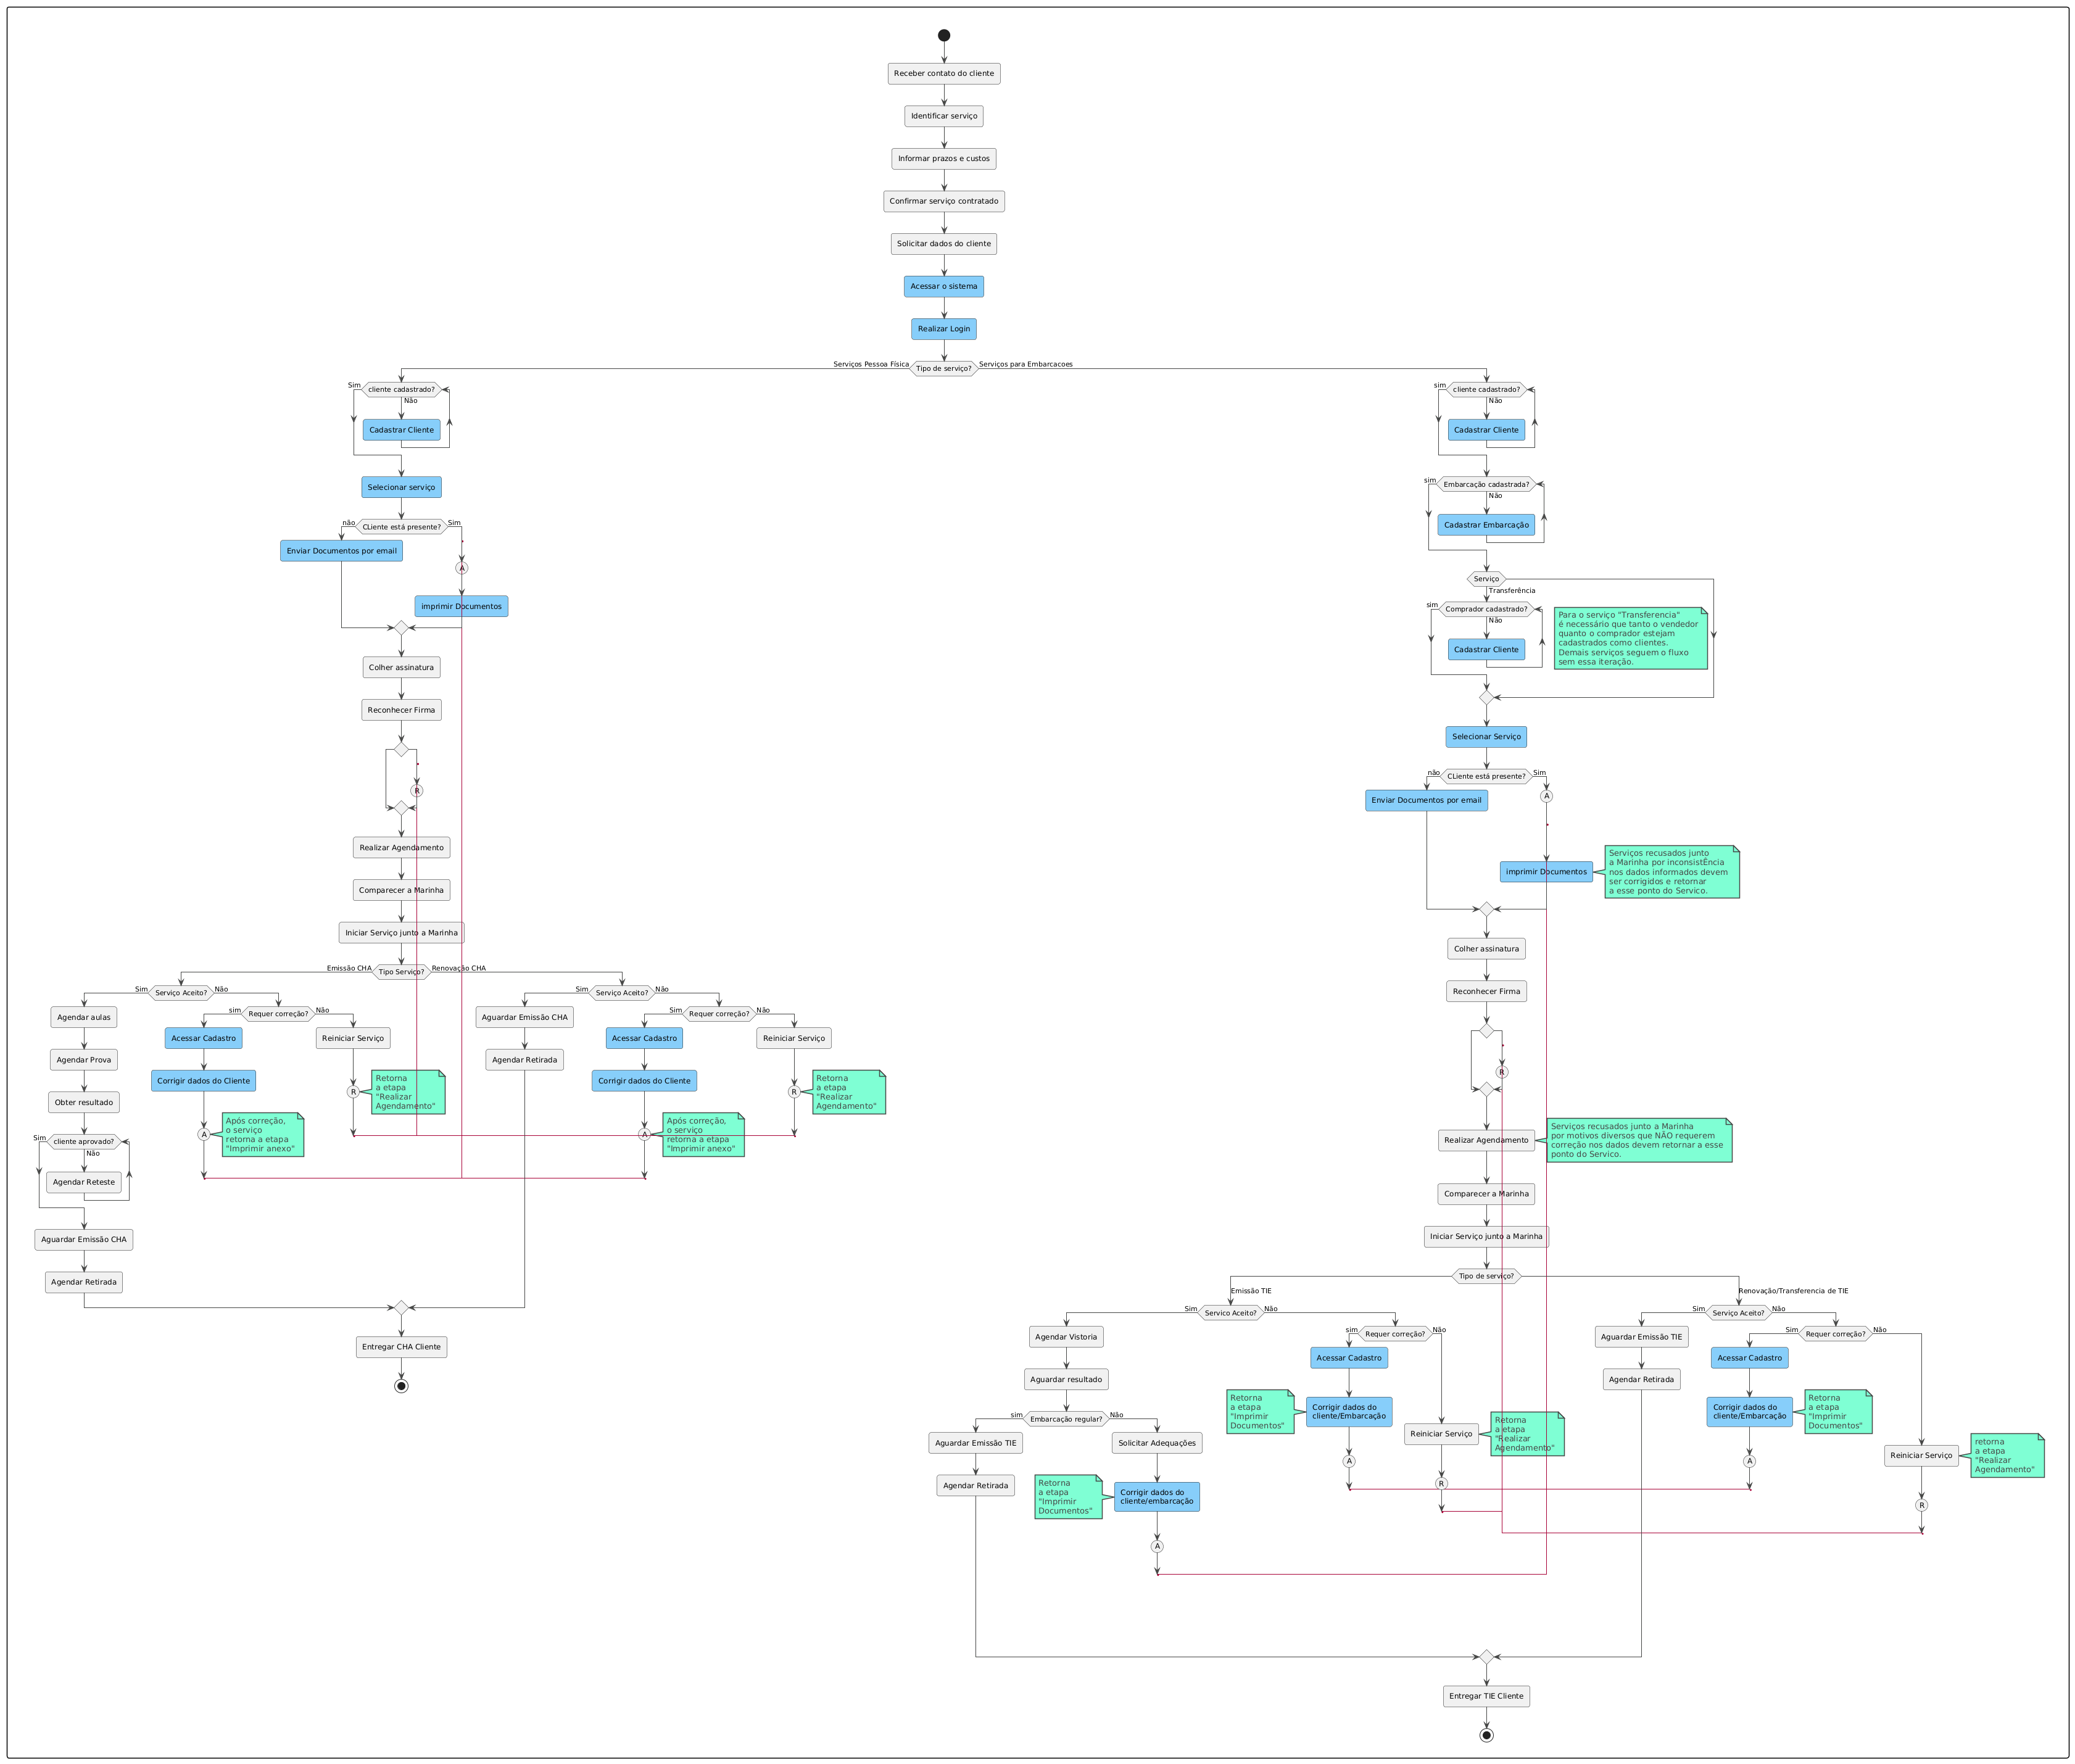 Receber contato do cliente
Identificar serviço
Informar prazos e custos
Confirmar serviço contratado
Solicitar dados do cliente
Acessar o sistema
Realizar Login
Tipo de serviço?
Serviços Pessoa Física
Serviços para Embarcacoes
cliente cadastrado?
Sim
Não
Cadastrar Cliente
Selecionar serviço
CLiente está presente?
não
Sim
Enviar Documentos por email
A
imprimir Documentos
Colher assinatura
Reconhecer Firma
R
Realizar Agendamento
Comparecer a Marinha
Iniciar Serviço junto a Marinha
Tipo Serviço?
Emissão CHA
Renovação CHA
Serviço Aceito?
Sim
Não
Agendar aulas
Agendar Prova
Obter resultado
cliente aprovado?
Sim
Não
Agendar Reteste
Aguardar Emissão CHA
Agendar Retirada
Requer correção?
sim
Não
Acessar Cadastro
Corrigir dados do Cliente
A
Após correção,
o serviço
retorna a etapa
"Imprimir anexo"
Reiniciar Serviço
R
Retorna
a etapa
"Realizar
Agendamento"
Serviço Aceito?
Sim
Não
Aguardar Emissão CHA
Agendar Retirada
Requer correção?
Sim
Não
Acessar Cadastro
Corrigir dados do Cliente
A
Após correção,
o serviço
retorna a etapa
"Imprimir anexo"
Reiniciar Serviço
R
Retorna
a etapa
"Realizar
Agendamento"
Entregar CHA Cliente
cliente cadastrado?
sim
Não
Cadastrar Cliente
Embarcação cadastrada?
sim
Não
Cadastrar Embarcação
Serviço
Transferência
Comprador cadastrado?
sim
Não
Cadastrar Cliente
Para o serviço "Transferencia"
é necessário que tanto o vendedor
quanto o comprador estejam
cadastrados como clientes.
Demais serviços seguem o fluxo
sem essa iteração.
Selecionar Serviço
CLiente está presente?
não
Sim
Enviar Documentos por email
A
imprimir Documentos
Serviços recusados junto
a Marinha por inconsistÊncia
nos dados informados devem
ser corrigidos e retornar
a esse ponto do Servico.
Colher assinatura
Reconhecer Firma
R
Realizar Agendamento
Serviços recusados junto a Marinha
por motivos diversos que NÃO requerem
correção nos dados devem retornar a esse
ponto do Servico.
Comparecer a Marinha
Iniciar Serviço junto a Marinha
Tipo de serviço?
Emissão TIE
Renovação/Transferencia de TIE
Servico Aceito?
Sim
Não
Agendar Vistoria
Aguardar resultado
Embarcação regular?
sim
Não
Aguardar Emissão TIE
Agendar Retirada
Solicitar Adequações
Corrigir dados do
cliente/embarcação
Retorna
a etapa
"Imprimir
Documentos"
A
Requer correção?
sim
Não
Acessar Cadastro
Corrigir dados do
cliente/Embarcação
Retorna
a etapa
"Imprimir
Documentos"
A
Reiniciar Serviço
Retorna
a etapa
"Realizar
Agendamento"
R
Serviço Aceito?
Sim
Não
Aguardar Emissão TIE
Agendar Retirada
Requer correção?
Sim
Não
Acessar Cadastro
Corrigir dados do
cliente/Embarcação
Retorna
a etapa
"Imprimir
Documentos"
A
Reiniciar Serviço
retorna
a etapa
"Realizar
Agendamento"
R
Entregar TIE Cliente